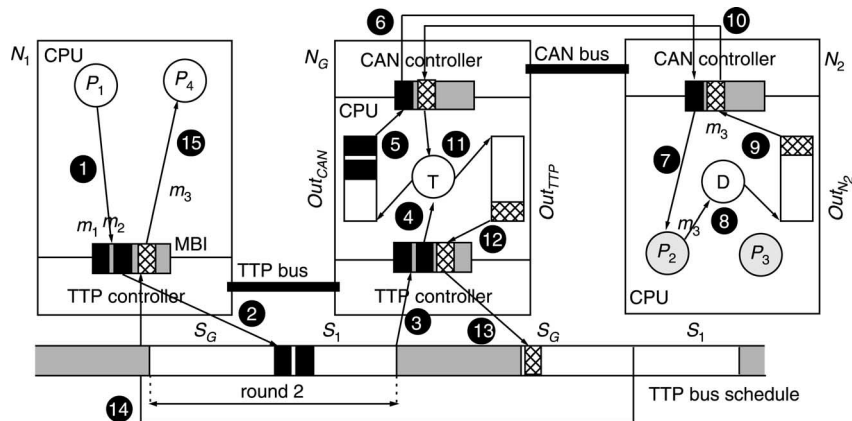 6
10
N1
CPU
P1
P4
NG
CAN controller
CAN bus
CAN controller
N2
CPU
1
15
5
11
m3
7
9
OutCAN
T
OutTTP
D
OutN2
m3
4
m3
8
m1
m2
12
P2
P3
MBI
TTP controller
TTP bus
TTP controller
CPU
2
SG
S1
3
13
SG
S1
round 2
TTP bus schedule
14